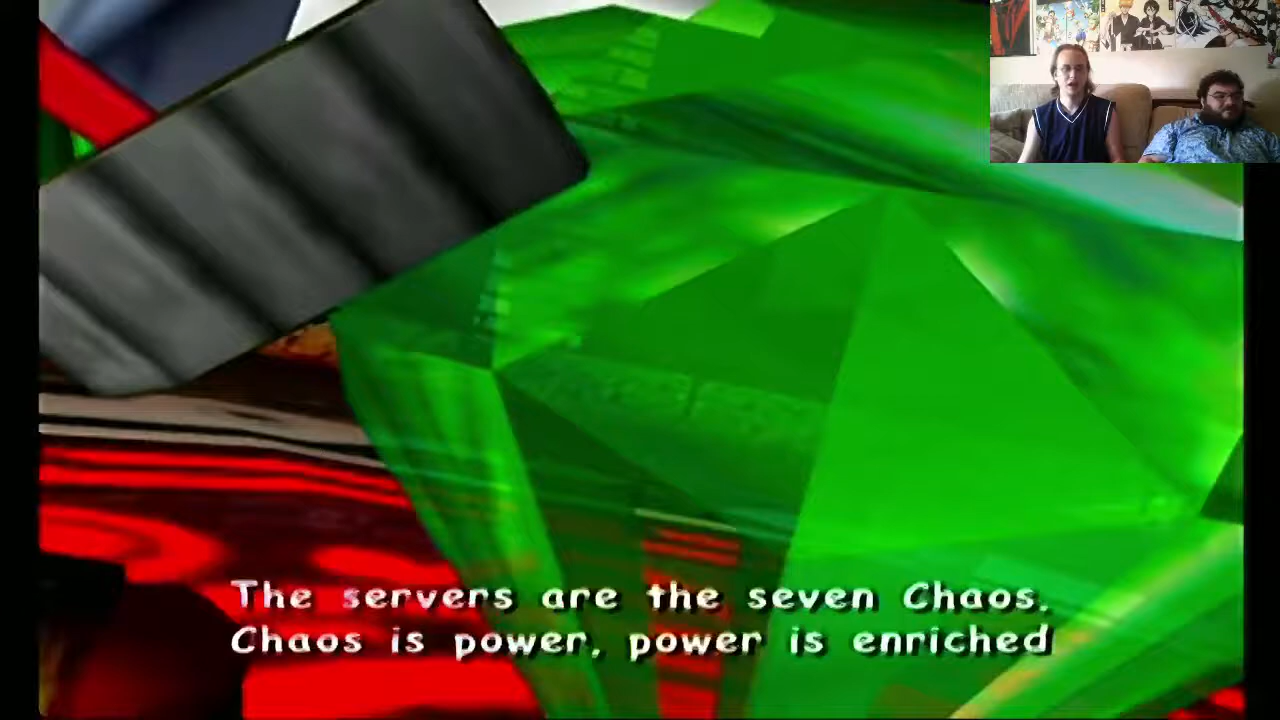 The servers are the seven Chaos.
Chaos is power, power is enriched